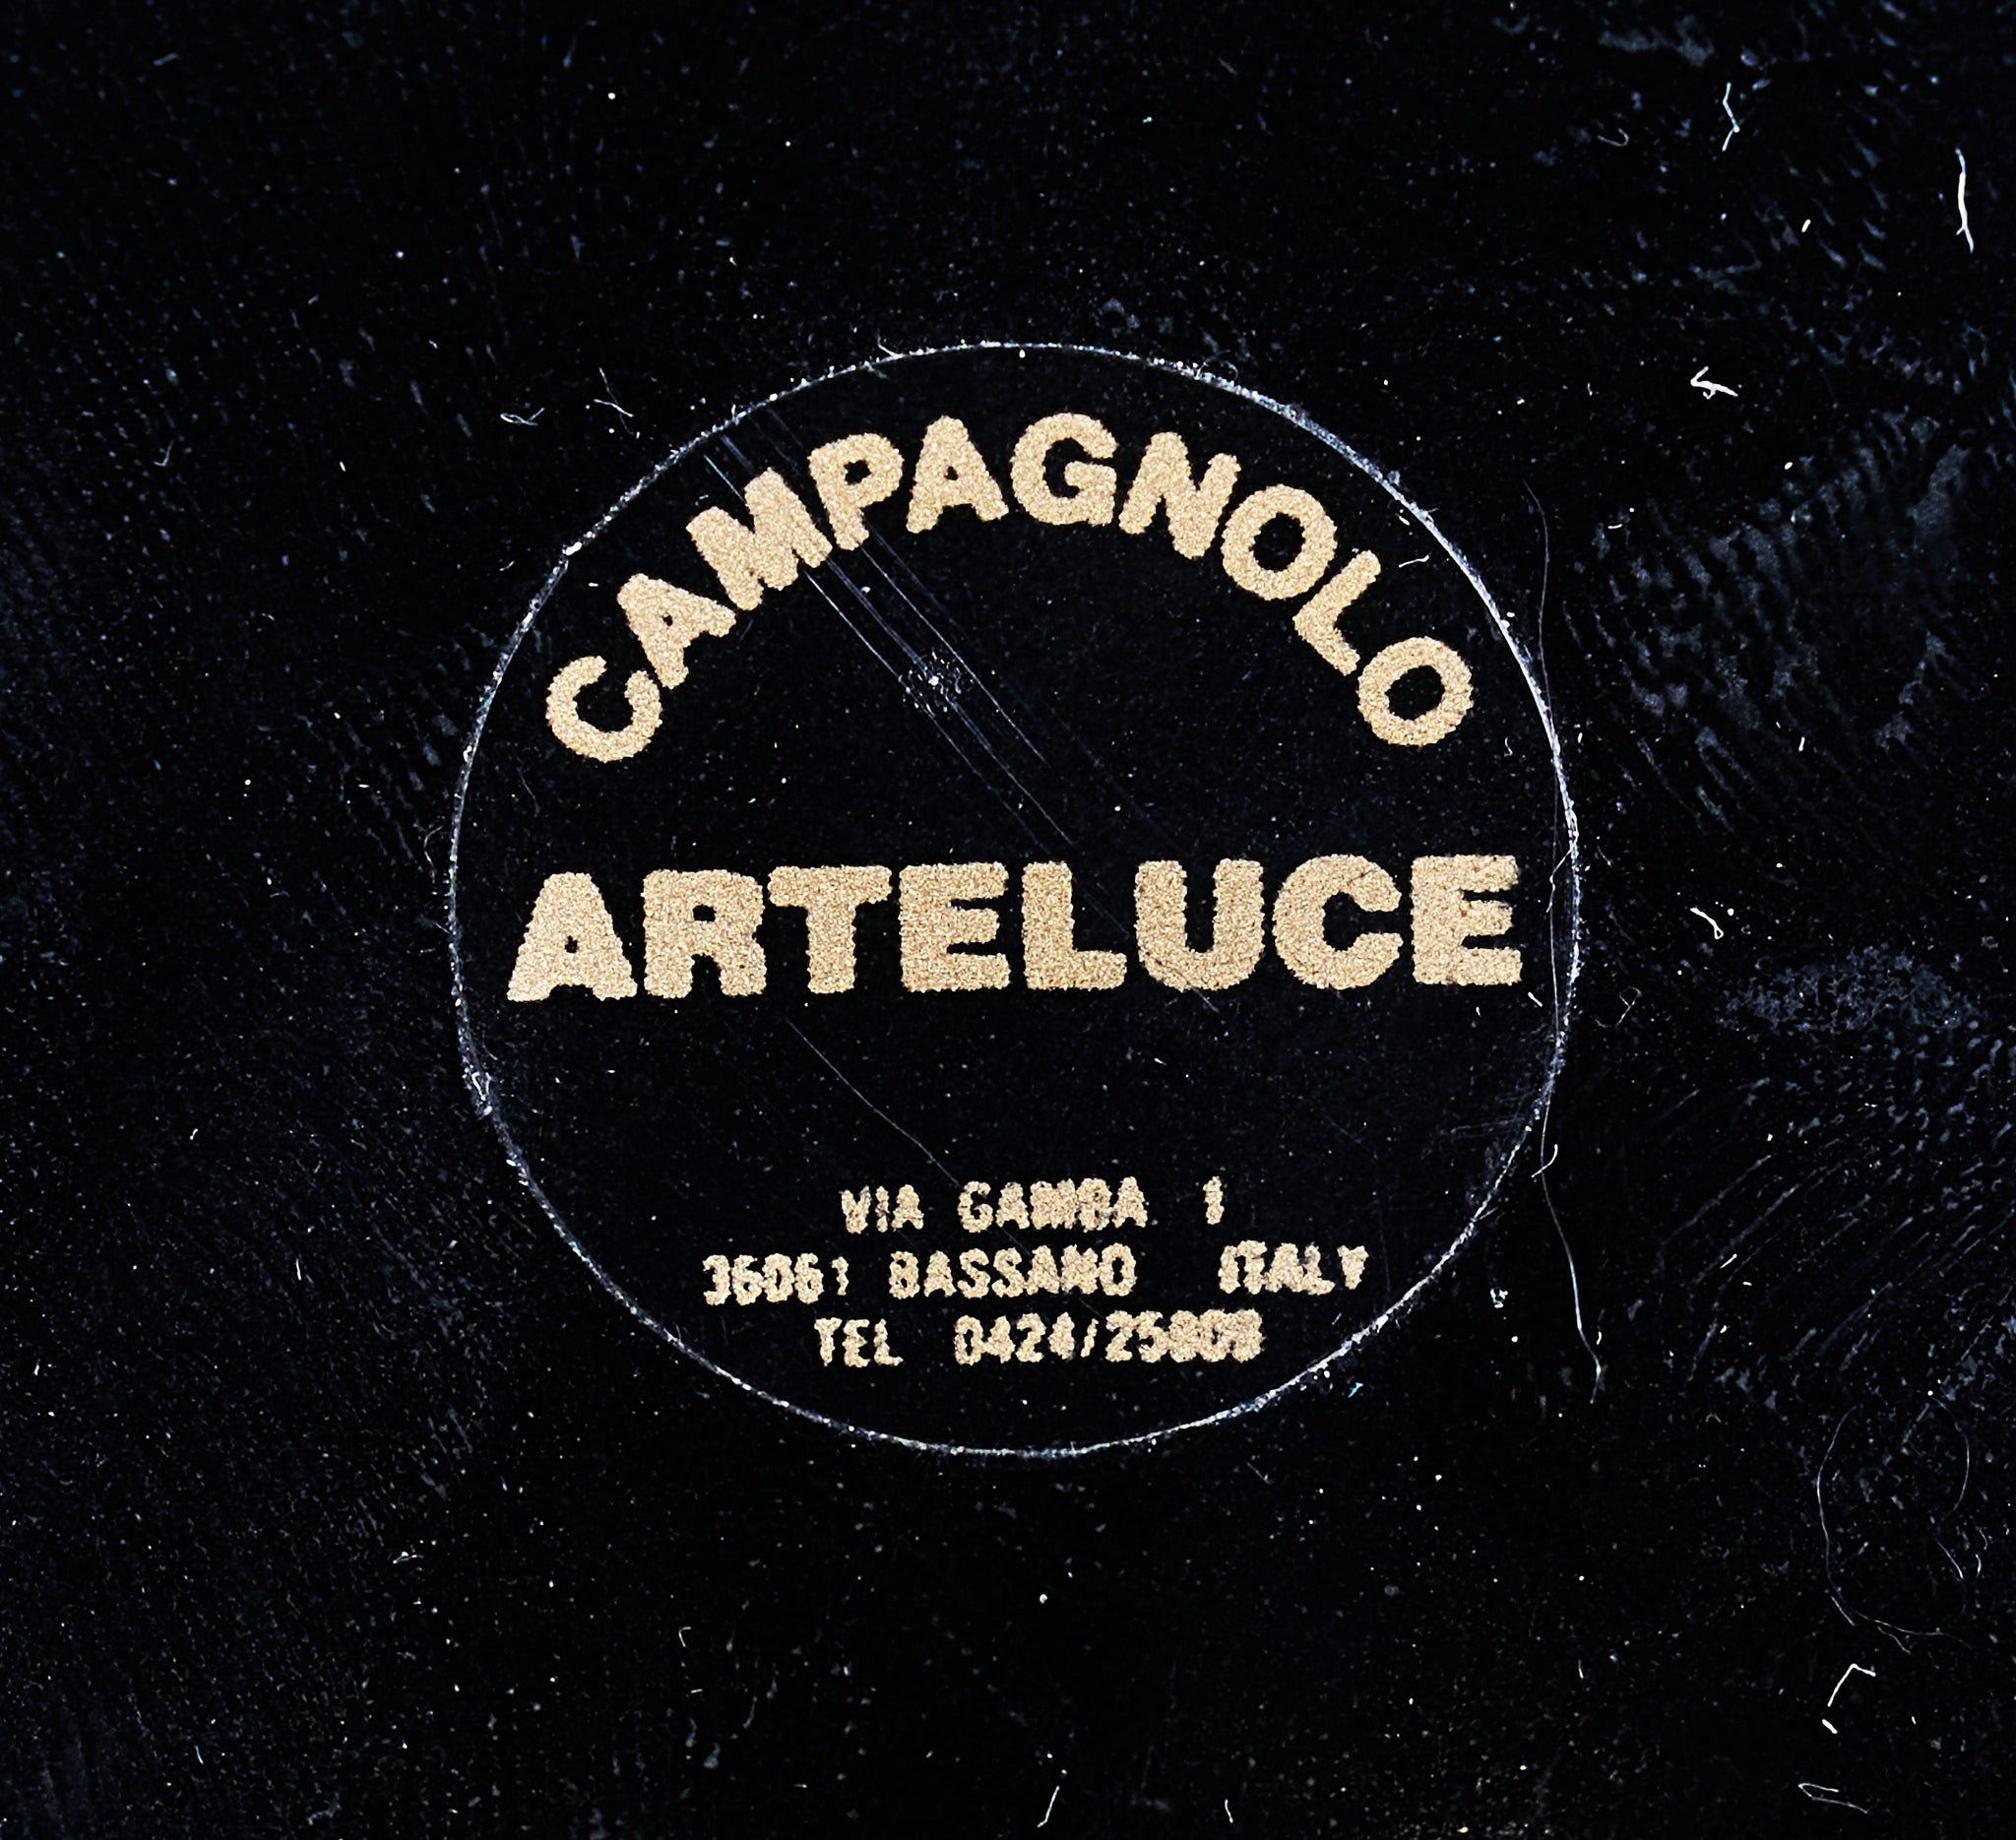 CAMPAGNOLO
ARTELUCE
VIA GAMBA 1
36061 BASSANO ITALY
TEL